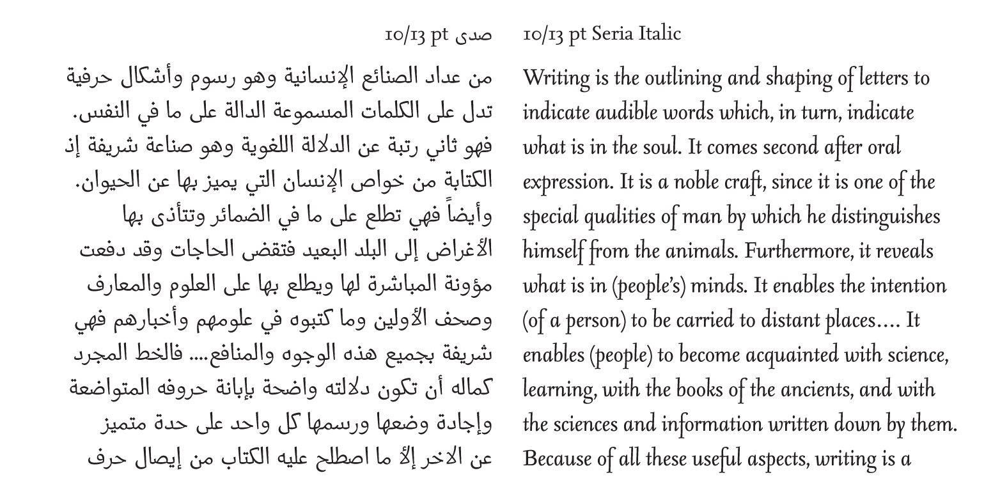 10/13 pt صدى
من عداد الصنائع الإنسانية وهو رسوم وأشكال حرفية
تدل على الكلمات المسموعة الدالة على ما في النفس.
فهو ثاني رتبة عن الدلالة اللغوية وهو صناعة شريفة إذ
الكتابة من خواص الإنسان التي يميز بها عن الحيوان.
وأيضاً فهي تطلع على ما في الضمائر وتتأذى بها
الأغراض إلى البلد البعيد فتقضى الحاجات وقد دفعت
مؤونة المباشرة لها ويطلع بها على العلوم والمعارف
وصحف الأولين وما كتبوه في علومهم وأخبارهم فهي
شريفة بجميع هذه الوجوه والمنافع.... فالخط المجرد
كماله أن تكون دلالته واضحة بإبانة حروفه المتواضعة
وإجادة وضعها ورسمها كل واحد على حدة متميز
عن الاخر إلأ ما اصطلح عليه الكتاب من إيصال حرف
10/13 pt Seria Italic
Writing is the outlining and shaping of letters to
indicate audible words which, in turn, indicate
what is in the soul. It comes second after oral
expression. It is a noble craft, since it is one of the
special qualities of man by which he distinguishes
himself from the animals. Furthermore, it reveals
what is in (people’s) minds. It enables the intention
(of a person) to be carried to distant places.... It
enables (people) to become acquainted with science,
learning, with the books of the ancients, and with
the sciences and information written down by them.
Because of all these useful aspects, writing is a